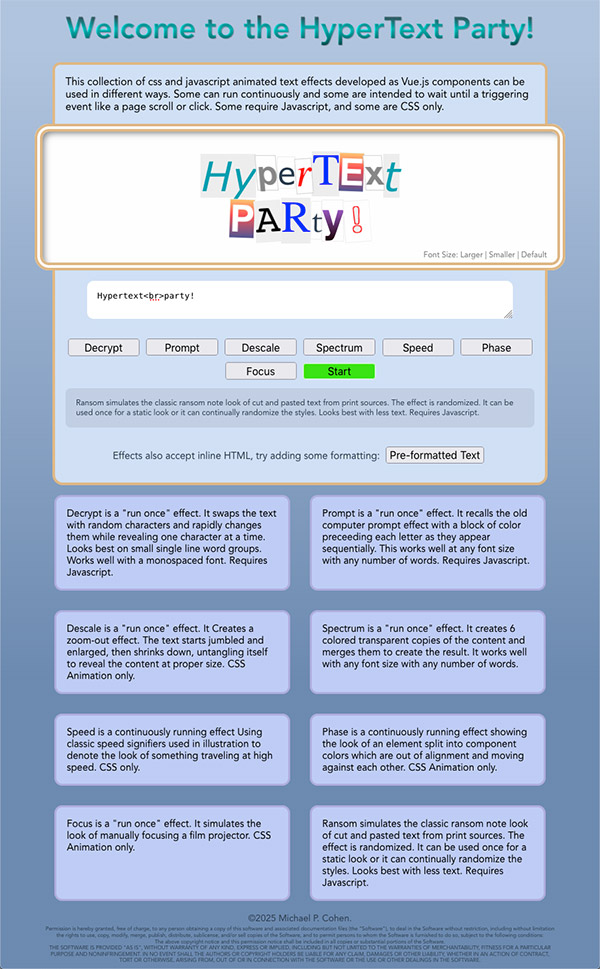 Welcome to the HyperText Party!
This collection of css and javascript animated text effects developed as Vue.js components can be
used in different ways. Some can run continuously and some are intended to wait until a triggering
event like a page scroll or click. Some require Javascript, and some are CSS only.
HyperTExt
PARty!
Font Size: Larger | Smaller | Default
Hypertext<br>party!
Decrypt Prompt Descale Spectrum Speed Phase
Focus Start
Ransom simulates the classic ransom note look of cut and pasted text from print sources. The effect is randomized. It can be
used once for a static look or it can continually randomize the styles. Looks best with less text. Requires Javascript.
Effects also accept inline HTML, try adding some formatting: Pre-formatted Text
Decrypt is a "run once" effect. It swaps the text
with random characters and rapidly changes
them while revealing one character at a time.
Looks best on small single line word groups.
Works well with a monospaced font. Requires
Javascript.
Prompt is a "run once" effect. It recalls the old
computer prompt effect with a block of color
preceeding each letter as they appear
sequentially. This works well at any font size
with any number of words. Requires Javascript.
Descale is a "run once" effect. It Creates a
zoom-out effect. The text starts jumbled and
enlarged, then shrinks down, untangling itself
to reveal the content at proper size. CSS
Animation only.
Spectrum is a "run once" effect. It creates 6
colored transparent copies of the content and
merges them to create the result. It works well
with any font size with any number of words.
Speed is a continuously running effect Using
classic speed signifiers used in illustration to
denote the look of something traveling at high
speed. CSS only.
Phase is a continuously running effect showing
the look of an element split into component
colors which are out of alignment and moving
against each other. CSS Animation only.
Focus is a "run once" effect. It simulates the
look of manually focusing a film projector. CSS
Animation only.
Ransom simulates the classic ransom note look
of cut and pasted text from print sources. The
effect is randomized. It can be used once for a
static look or it can continually randomize the
styles. Looks best with less text. Requires
Javascript.
©2025 Michael P. Cohen.
Permission is hereby granted, free of charge, to any person obtaining a copy of this software and associated documentation files (the "Software"), to deal in the Software without restriction, including without limitation
the rights to use, copy, modify, merge, publish, distribute, sublicense, and/or sell copies of the Software, and to permit persons to whom the Software is furnished to do so, subject to the following conditions:
The above copyright notice and this permission notice shall be included in all copies or substantial portions of the Software.
THE SOFTWARE IS PROVIDED "AS IS", WITHOUT WARRANTY OF ANY KIND, EXPRESS OR IMPLIED, INCLUDING BUT NOT LIMITED TO THE WARRANTIES OF MERCHANTABILITY, FITNESS FOR A PARTICULAR
PURPOSE AND NONINFRINGEMENT. IN NO EVENT SHALL THE AUTHORS OR COPYRIGHT HOLDERS BE LIABLE FOR ANY CLAIM, DAMAGES OR OTHER LIABILITY, WHETHER IN AN ACTION OF CONTRACT,
TORT OR OTHERWISE, ARISING FROM, OUT OF OR IN CONNECTION WITH THE SOFTWARE OR THE USE OR OTHER DEALINGS IN THE SOFTWARE.